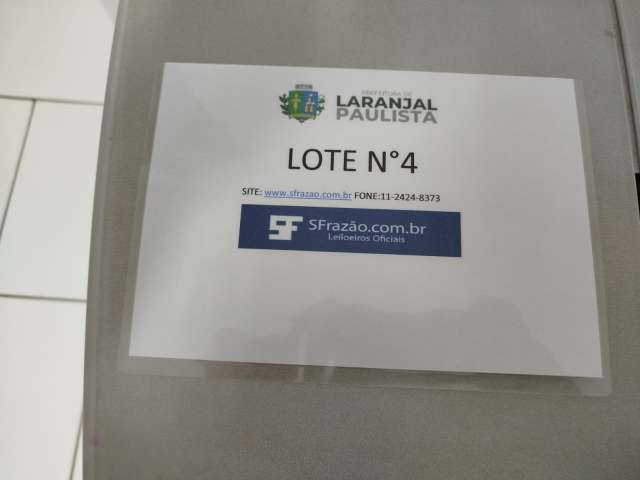 PREFEITURA DE
LARANJAL
PAULISTA
LOTE N°4
SITE: www.sfrazao.com.br FONE:11-2424-8373
SF SFrazão.com.br
Leiloeiros Oficiais